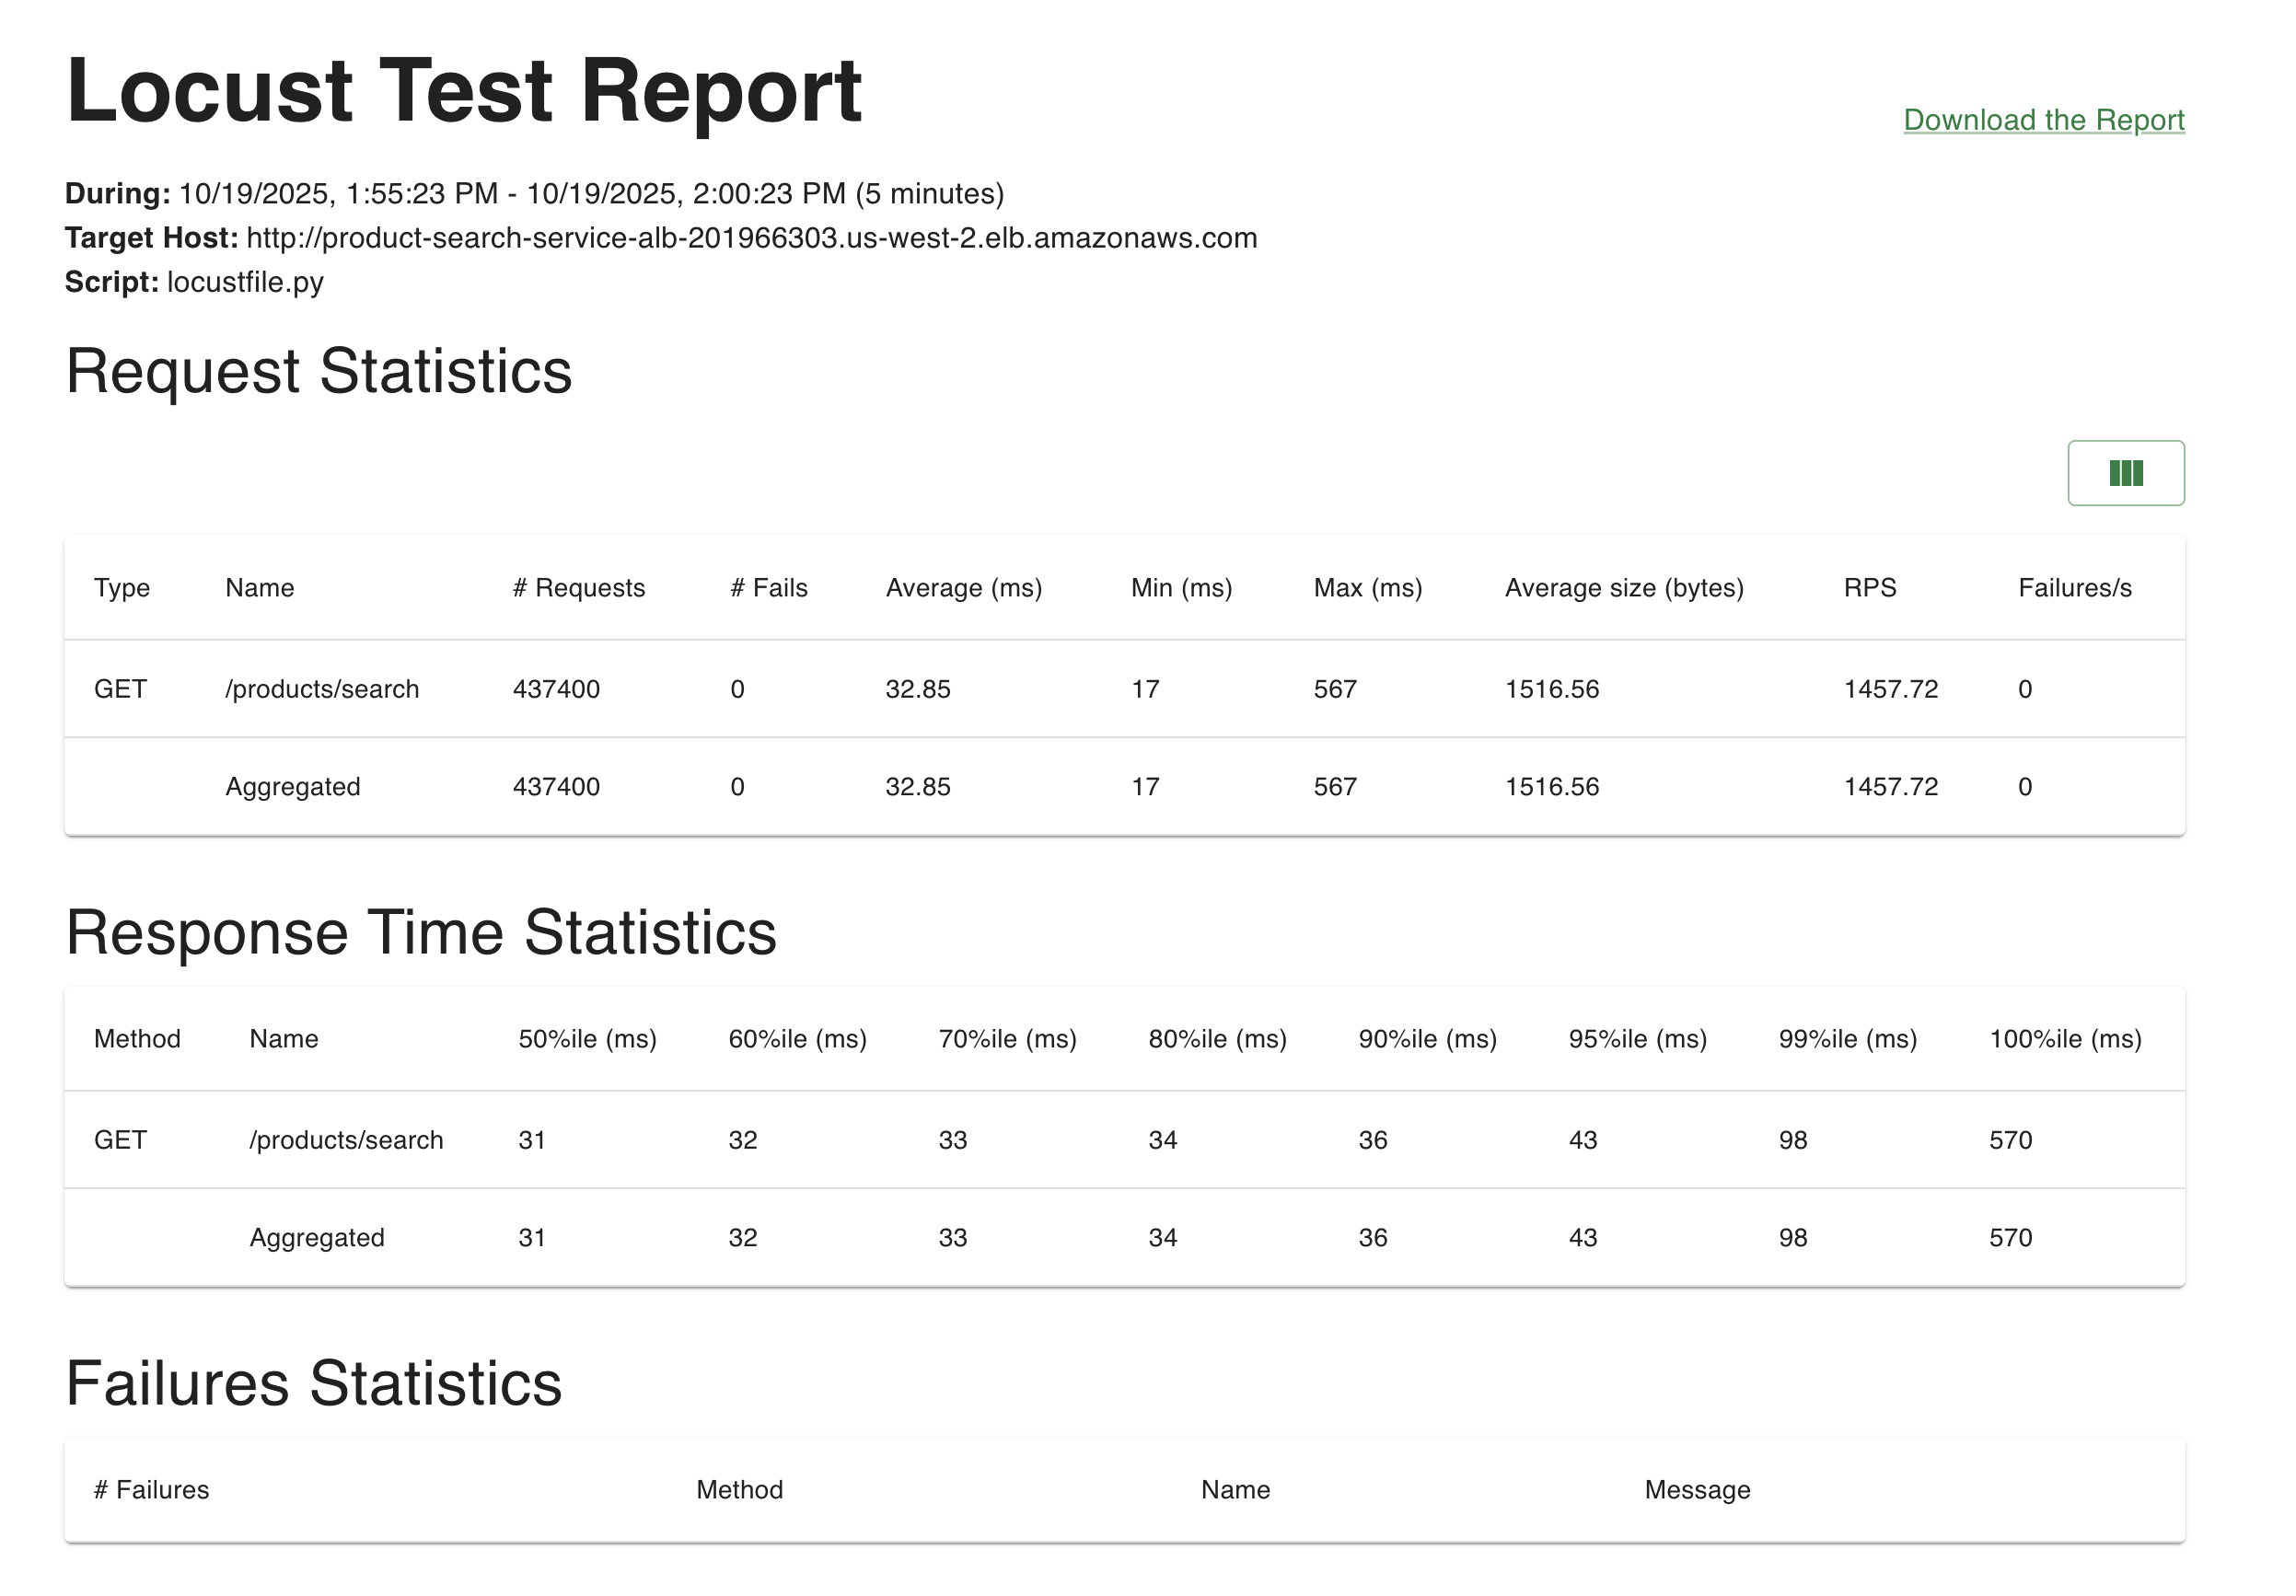 Locust Test Report
Download the Report
During: 10/19/2025, 1:55:23 PM - 10/19/2025, 2:00:23 PM (5 minutes)
Target Host: http://product-search-service-alb-201966303.us-west-2.elb.amazonaws.com
Script: locustfile.py
Request Statistics
Type Name # Requests # Fails Average (ms) Min (ms) Max (ms) Average size (bytes) RPS Failures/s
GET /products/search 437400 0 32.85 17 567 1516.56 1457.72 0
Aggregated 437400 0 32.85 17 567 1516.56 1457.72 0
Response Time Statistics
Method Name 50%ile (ms) 60%ile (ms) 70%ile (ms) 80%ile (ms) 90%ile (ms) 95%ile (ms) 99%ile (ms) 100%ile (ms)
GET /products/search 31 32 33 34 36 43 98 570
Aggregated 31 32 33 34 36 43 98 570
Failures Statistics
# Failures Method Name Message